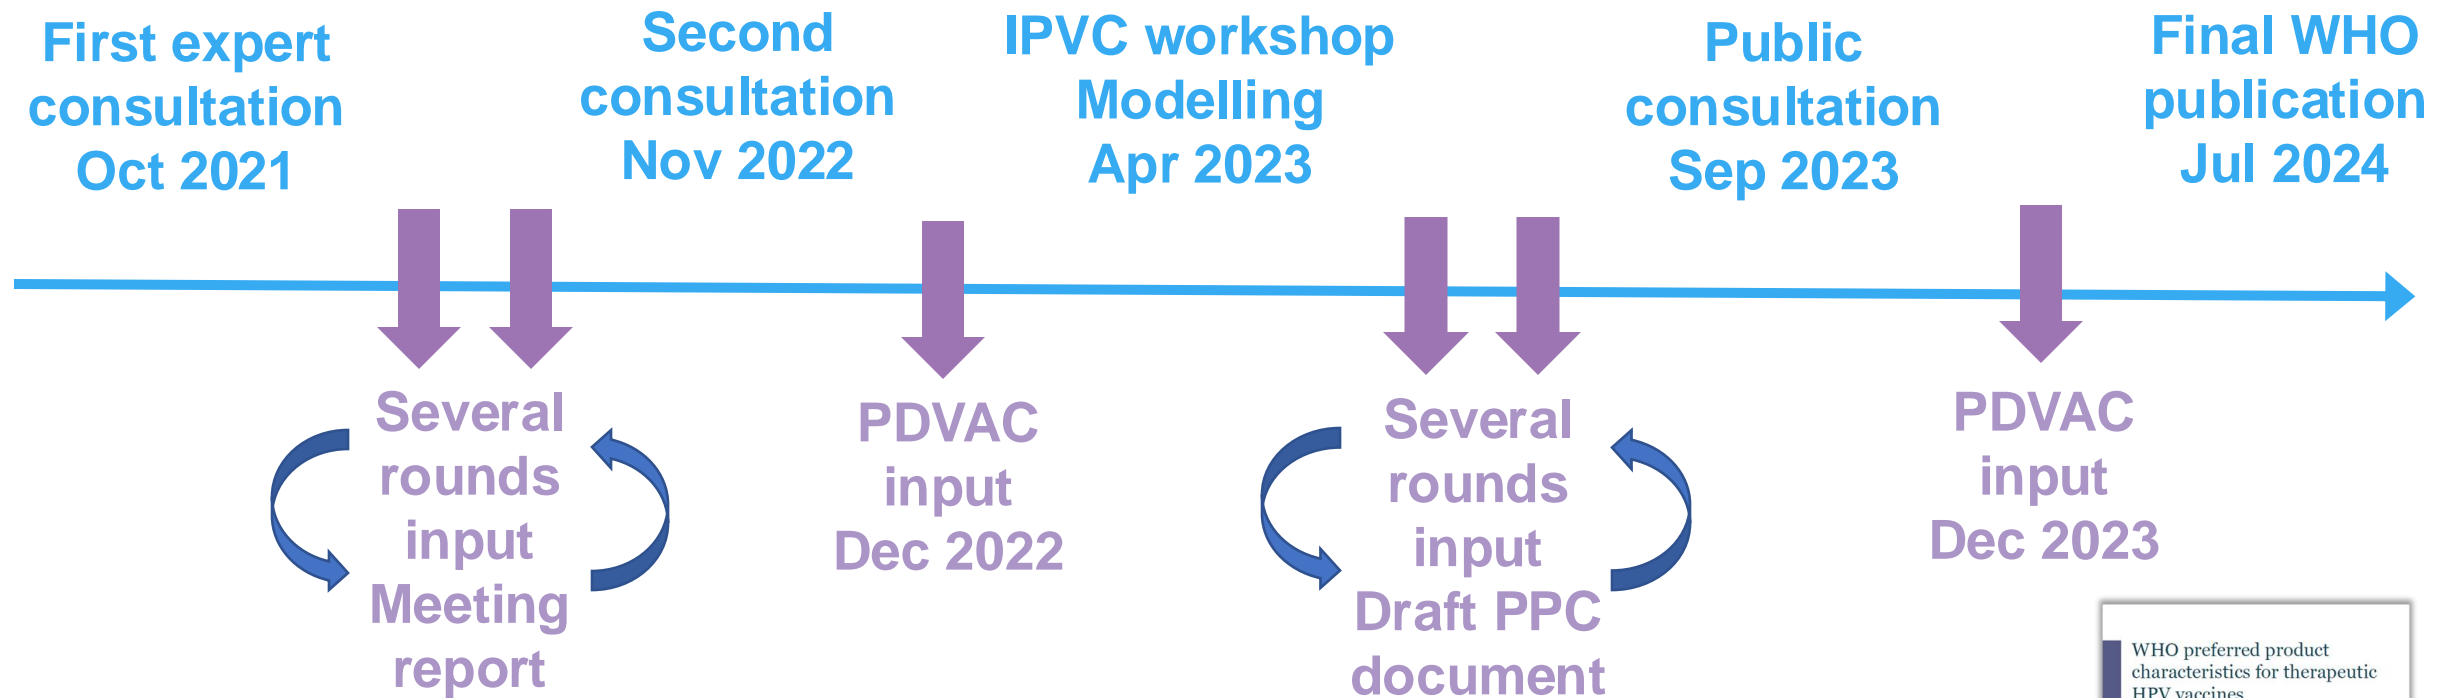 First expert
consultation
Oct 2021
Second
consultation
Nov 2022
IPVC workshop
Modelling
Apr 2023
Public
consultation
Sep 2023
Final WHO
publication
Jul 2024
Several
rounds
input
Meeting
report
PDVAC
input
Dec 2022
Several
rounds
input
Draft PPC
document
PDVAC
input
Dec 2023
WHO preferred product
characteristics for therapeutic
HPV vaccines